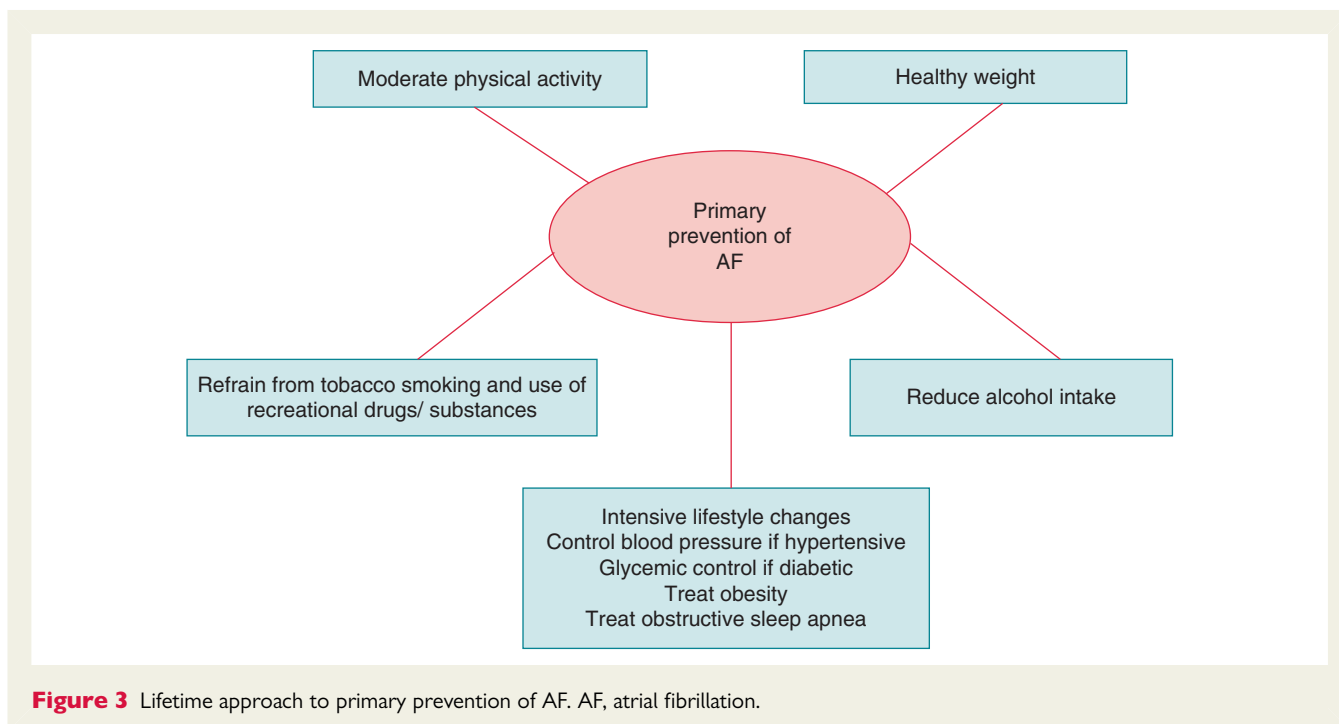 Moderate physical activity
Healthy weight
Primary
prevention of
AF
Refrain from tobacco smoking and use of
recreational drugs/ substances
Reduce alcohol intake
Intensive lifestyle changes
Control blood pressure if hypertensive
Glycemic control if diabetic
Treat obesity
Treat obstructive sleep apnea
Figure 3 Lifetime approach to primary prevention of AF. AF, atrial fibrillation.